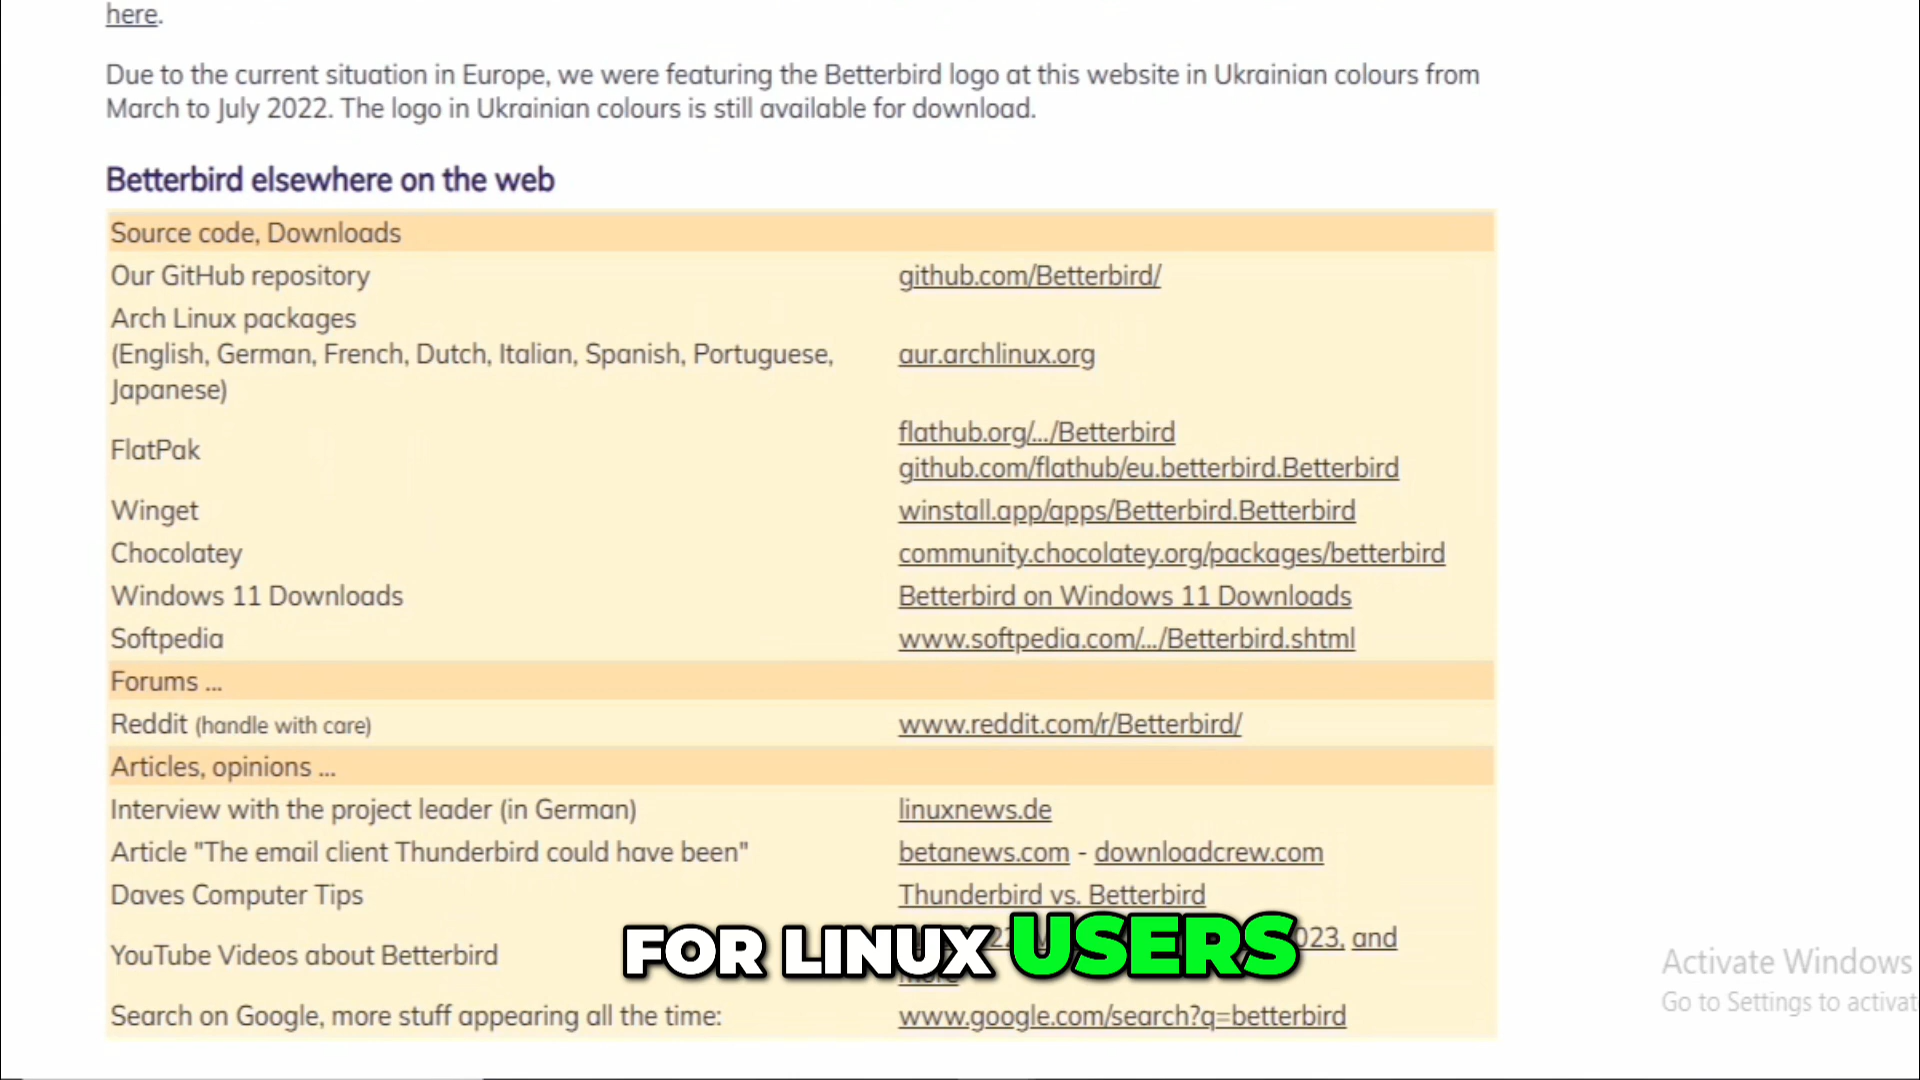 here.
Due to the current situation in Europe, we were featuring the Betterbird logo at this website in Ukrainian colours from
March to July 2022. The logo in Ukrainian colours is still available for download.
Betterbird elsewhere on the web
Source code, Downloads
Our GitHub repository github.com/Betterbird/
Arch Linux packages
(English, German, French, Dutch, Italian, Spanish, Portuguese, aur.archlinux.org
Japanese)
FlatPak flathub.org/.../Betterbird
github.com/flathub/eu.betterbird.Betterbird
Winget winstall.app/apps/Betterbird.Betterbird
Chocolatey community.chocolatey.org/packages/betterbird
Windows 11 Downloads Betterbird on Windows 11 Downloads
Softpedia www.softpedia.com/.../Betterbird.shtml
Forums ...
Reddit (handle with care) www.reddit.com/r/Betterbird/
Articles, opinions ...
Interview with the project leader (in German) linuxnews.de
Article "The email client Thunderbird could have been" betanews.com - downloadcrew.com
Daves Computer Tips Thunderbird vs. Betterbird
YouTube Videos about Betterbird and
FOR LINUX USERS
Search on Google, more stuff appearing all the time: www.google.com/search?q=betterbird
Activate Windows
Go to Settings to activat